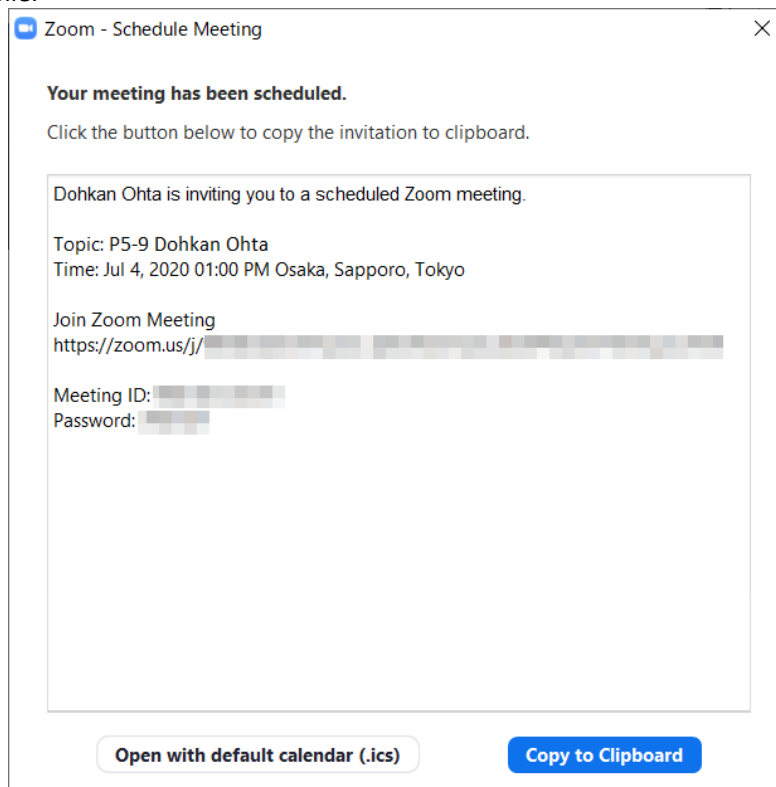 Zoom - Schedule Meeting
Your meeting has been scheduled.
Click the button below to copy the invitation to clipboard.
Dohkan Ohta is inviting you to a scheduled Zoom meeting.
Topic: P5-9 Dohkan Ohta
Time: Jul 4, 2020 01:00 PM Osaka, Sapporo, Tokyo
Join Zoom Meeting
https://zoom.us/j/
Meeting ID:
Password:
Open with default calendar (.ics)
Copy to Clipboard